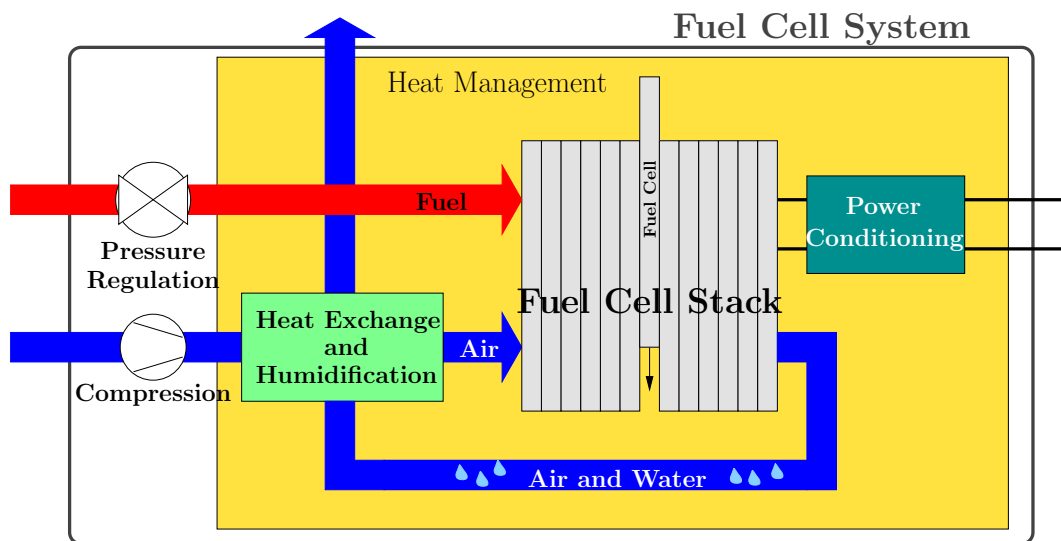 Fuel Cell System
Heat Management
Fuel
Fuel Cell
Pressure
Regulation
Power
Conditioning
Fuel Cell Stack
Heat Exchange
and
Humidification
Air
Compression
Air and Water